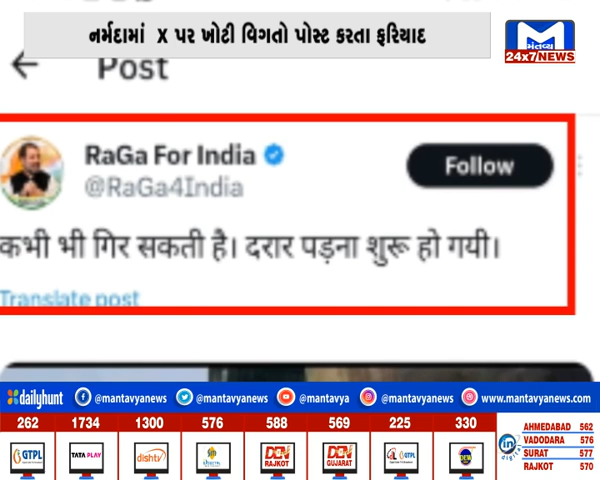 નર્મદામાં X પર ખોટી વિગતો પોસ્ટ કરતા ફરિયાદ
મંતવ્ય
24x7NEWS
Post
RaGa For India
@RaGa4India
Follow
कभी भी गिर सकती है। दरार पड़ना शुरू हो गयी।
Translate post
dailyhunt @mantavyanews @mantavyanews @mantavya @mantavyanews www.mantavyanews.com
262 1734 1300 576 588 569 225 330
GTPL TATA PLAY dishtv DEN RAJKOT DEN GUJARAT GTPL
in digital
AHMEDABAD 562
VADODARA 576
SURAT 577
RAJKOT 570